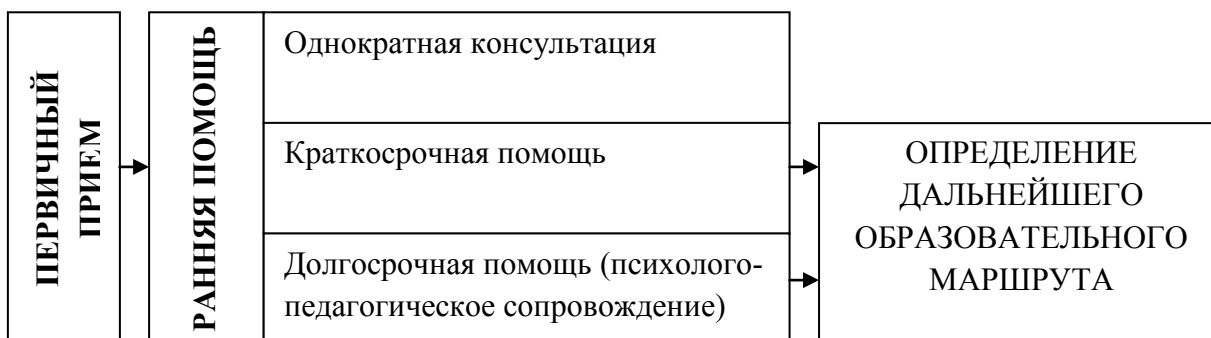 ПЕРВИЧНЫЙ
ПРИЕМ
РАННЯЯ ПОМОЩЬ
Однократная консультация
Краткосрочная помощь
Долгосрочная помощь (психолого-
педагогическое сопровождение)
ОПРЕДЕЛЕНИЕ
ДАЛЬНЕЙШЕГО
ОБРАЗОВАТЕЛЬНОГО
МАРШРУТА